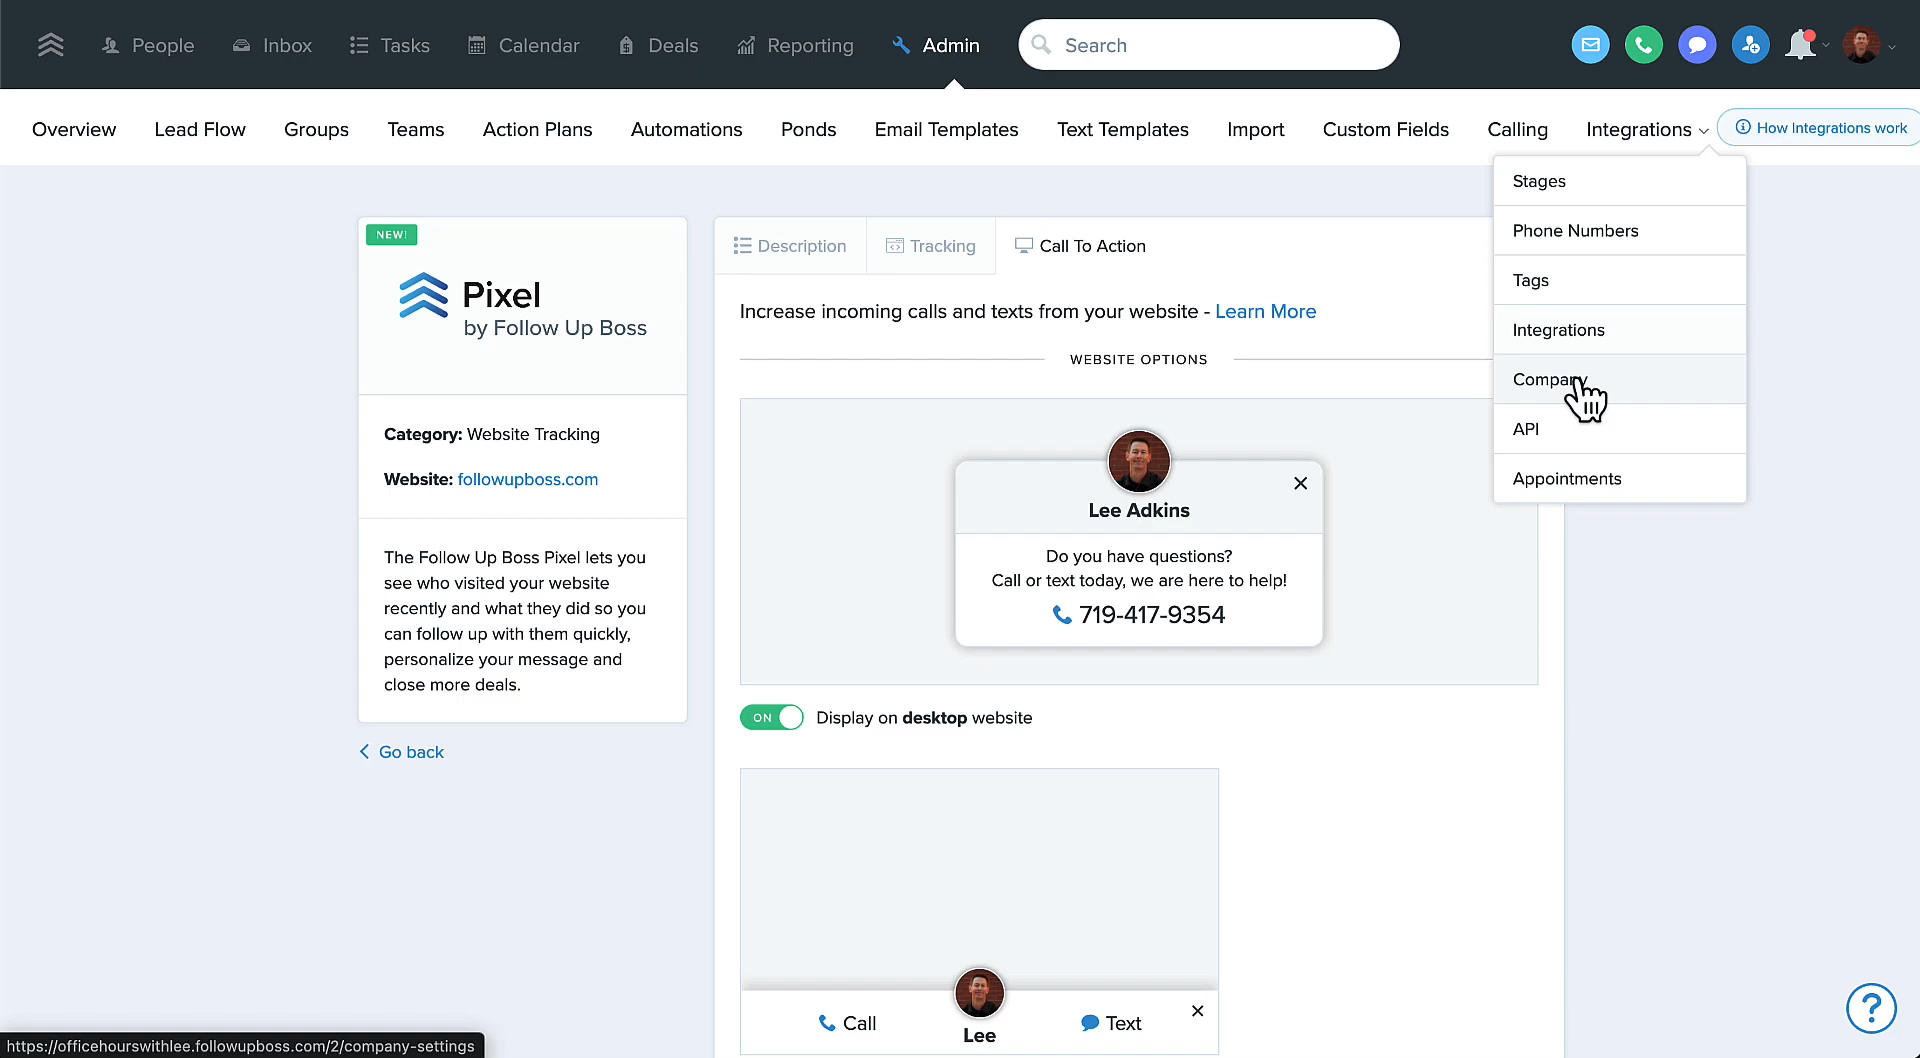 People
Inbox
Tasks
Calendar
Deals
Reporting
Admin
Search
Overview
Lead Flow
Groups
Teams
Action Plans
Automations
Ponds
Email Templates
Text Templates
Import
Custom Fields
Calling
Integrations
How Integrations work
Stages
Phone Numbers
Tags
Integrations
Company
API
Appointments
NEW!
Pixel
by Follow Up Boss
Category: Website Tracking
Website: followupboss.com
The Follow Up Boss Pixel lets you
see who visited your website
recently and what they did so you
can follow up with them quickly,
personalize your message and
close more deals.
Go back
Description
Tracking
Call To Action
Increase incoming calls and texts from your website - Learn More
WEBSITE OPTIONS
Lee Adkins
Do you have questions?
Call or text today, we are here to help!
719-417-9354
ON
Display on desktop website
Call
Lee
Text
?
https://officehourswithlee.followupboss.com/2/company-settings